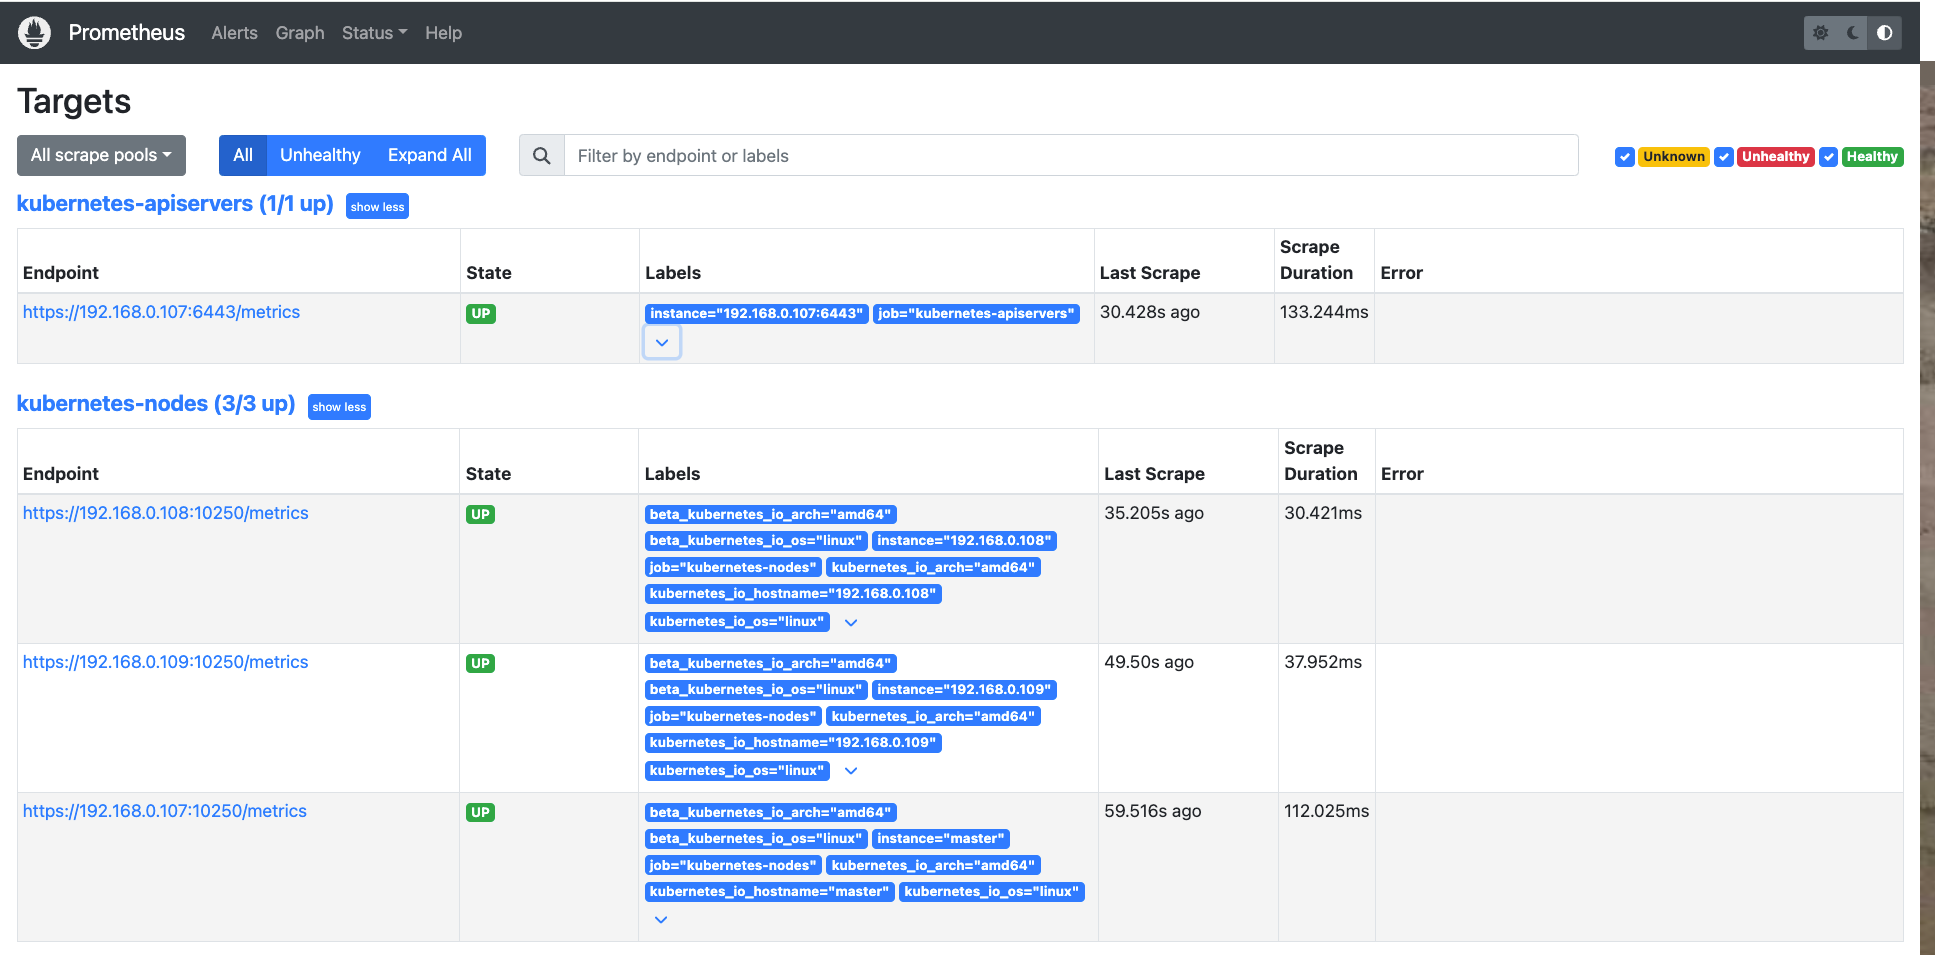 Prometheus Alerts Graph Status Help
Targets
All scrape pools All Unhealthy Expand All Filter by endpoint or labels Unknown Unhealthy Healthy
kubernetes-apiservers (1/1 up) show less
Endpoint State Labels Last Scrape Scrape Duration Error
https://192.168.0.107:6443/metrics UP instance="192.168.0.107:6443" job="kubernetes-apiservers" 30.428s ago 133.244ms
kubernetes-nodes (3/3 up) show less
Endpoint State Labels Last Scrape Scrape Duration Error
https://192.168.0.108:10250/metrics UP beta_kubernetes_io_arch="amd64" 35.205s ago 30.421ms
beta_kubernetes_io_os="linux" instance="192.168.0.108"
job="kubernetes-nodes" kubernetes_io_arch="amd64"
kubernetes_io_hostname="192.168.0.108"
kubernetes_io_os="linux"
https://192.168.0.109:10250/metrics UP beta_kubernetes_io_arch="amd64" 49.50s ago 37.952ms
beta_kubernetes_io_os="linux" instance="192.168.0.109"
job="kubernetes-nodes" kubernetes_io_arch="amd64"
kubernetes_io_hostname="192.168.0.109"
kubernetes_io_os="linux"
https://192.168.0.107:10250/metrics UP beta_kubernetes_io_arch="amd64" 59.516s ago 112.025ms
beta_kubernetes_io_os="linux" instance="master"
job="kubernetes-nodes" kubernetes_io_arch="amd64"
kubernetes_io_hostname="master" kubernetes_io_os="linux"